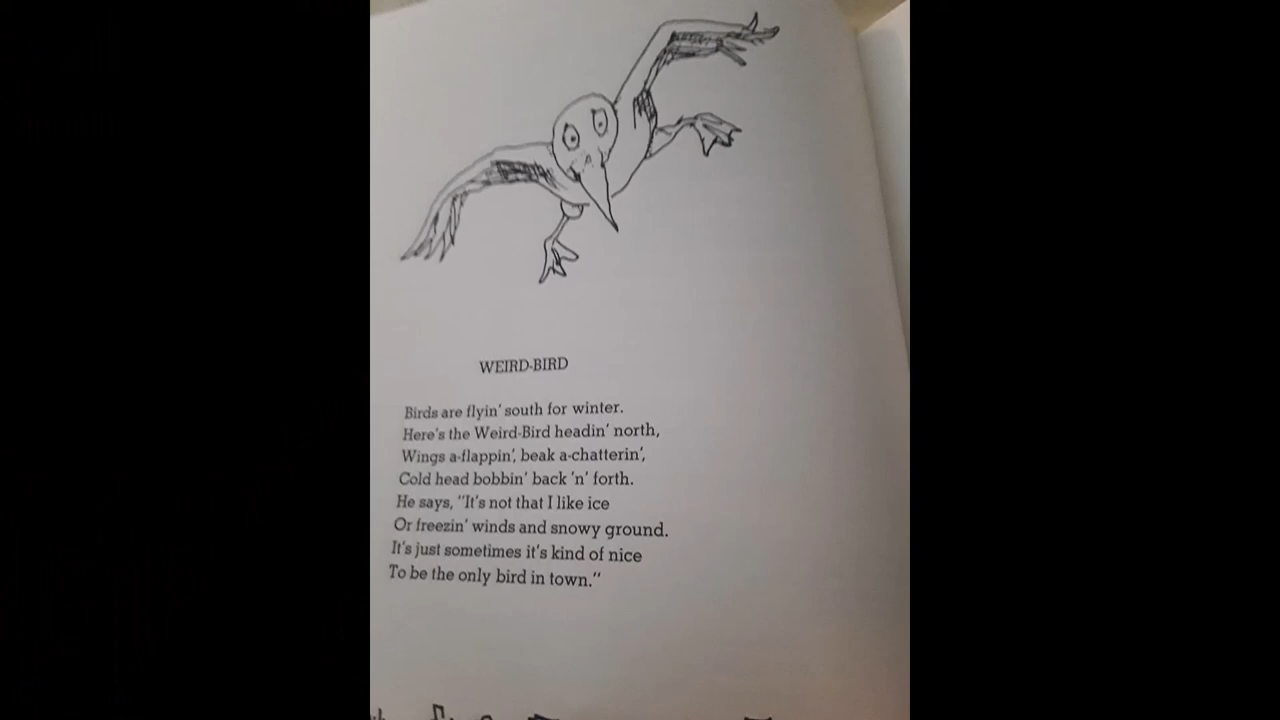 WEIRD-BIRD
Birds are flyin' south for winter.
Here's the Weird-Bird headin' north,
Wings a-flappin', beak a-chatterin',
Cold head bobbin' back 'n' forth.
He says, "It's not that I like ice
Or freezin' winds and snowy ground.
It's just sometimes it's kind of nice
To be the only bird in town."